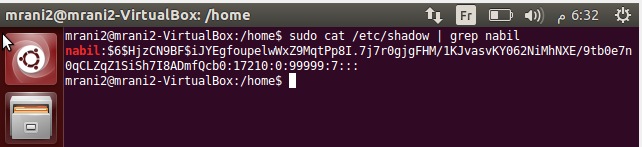 mrani2@mrani2-VirtualBox: /home
Fr
6:32 م
mrani2@mrani2-VirtualBox:/home$ sudo cat /etc/shadow | grep nabil
nabil:$6$HjzCN9BF$iJYEgfoupelwWxZ9MqtPp8I.7j7r0gjgFHM/1KJvasvKY062NiMhNXE/9tb0e7n
0qCLZqZ1SiSh7I8ADmfQcb0:17210:0:99999:7:::
mrani2@mrani2-VirtualBox:/home$